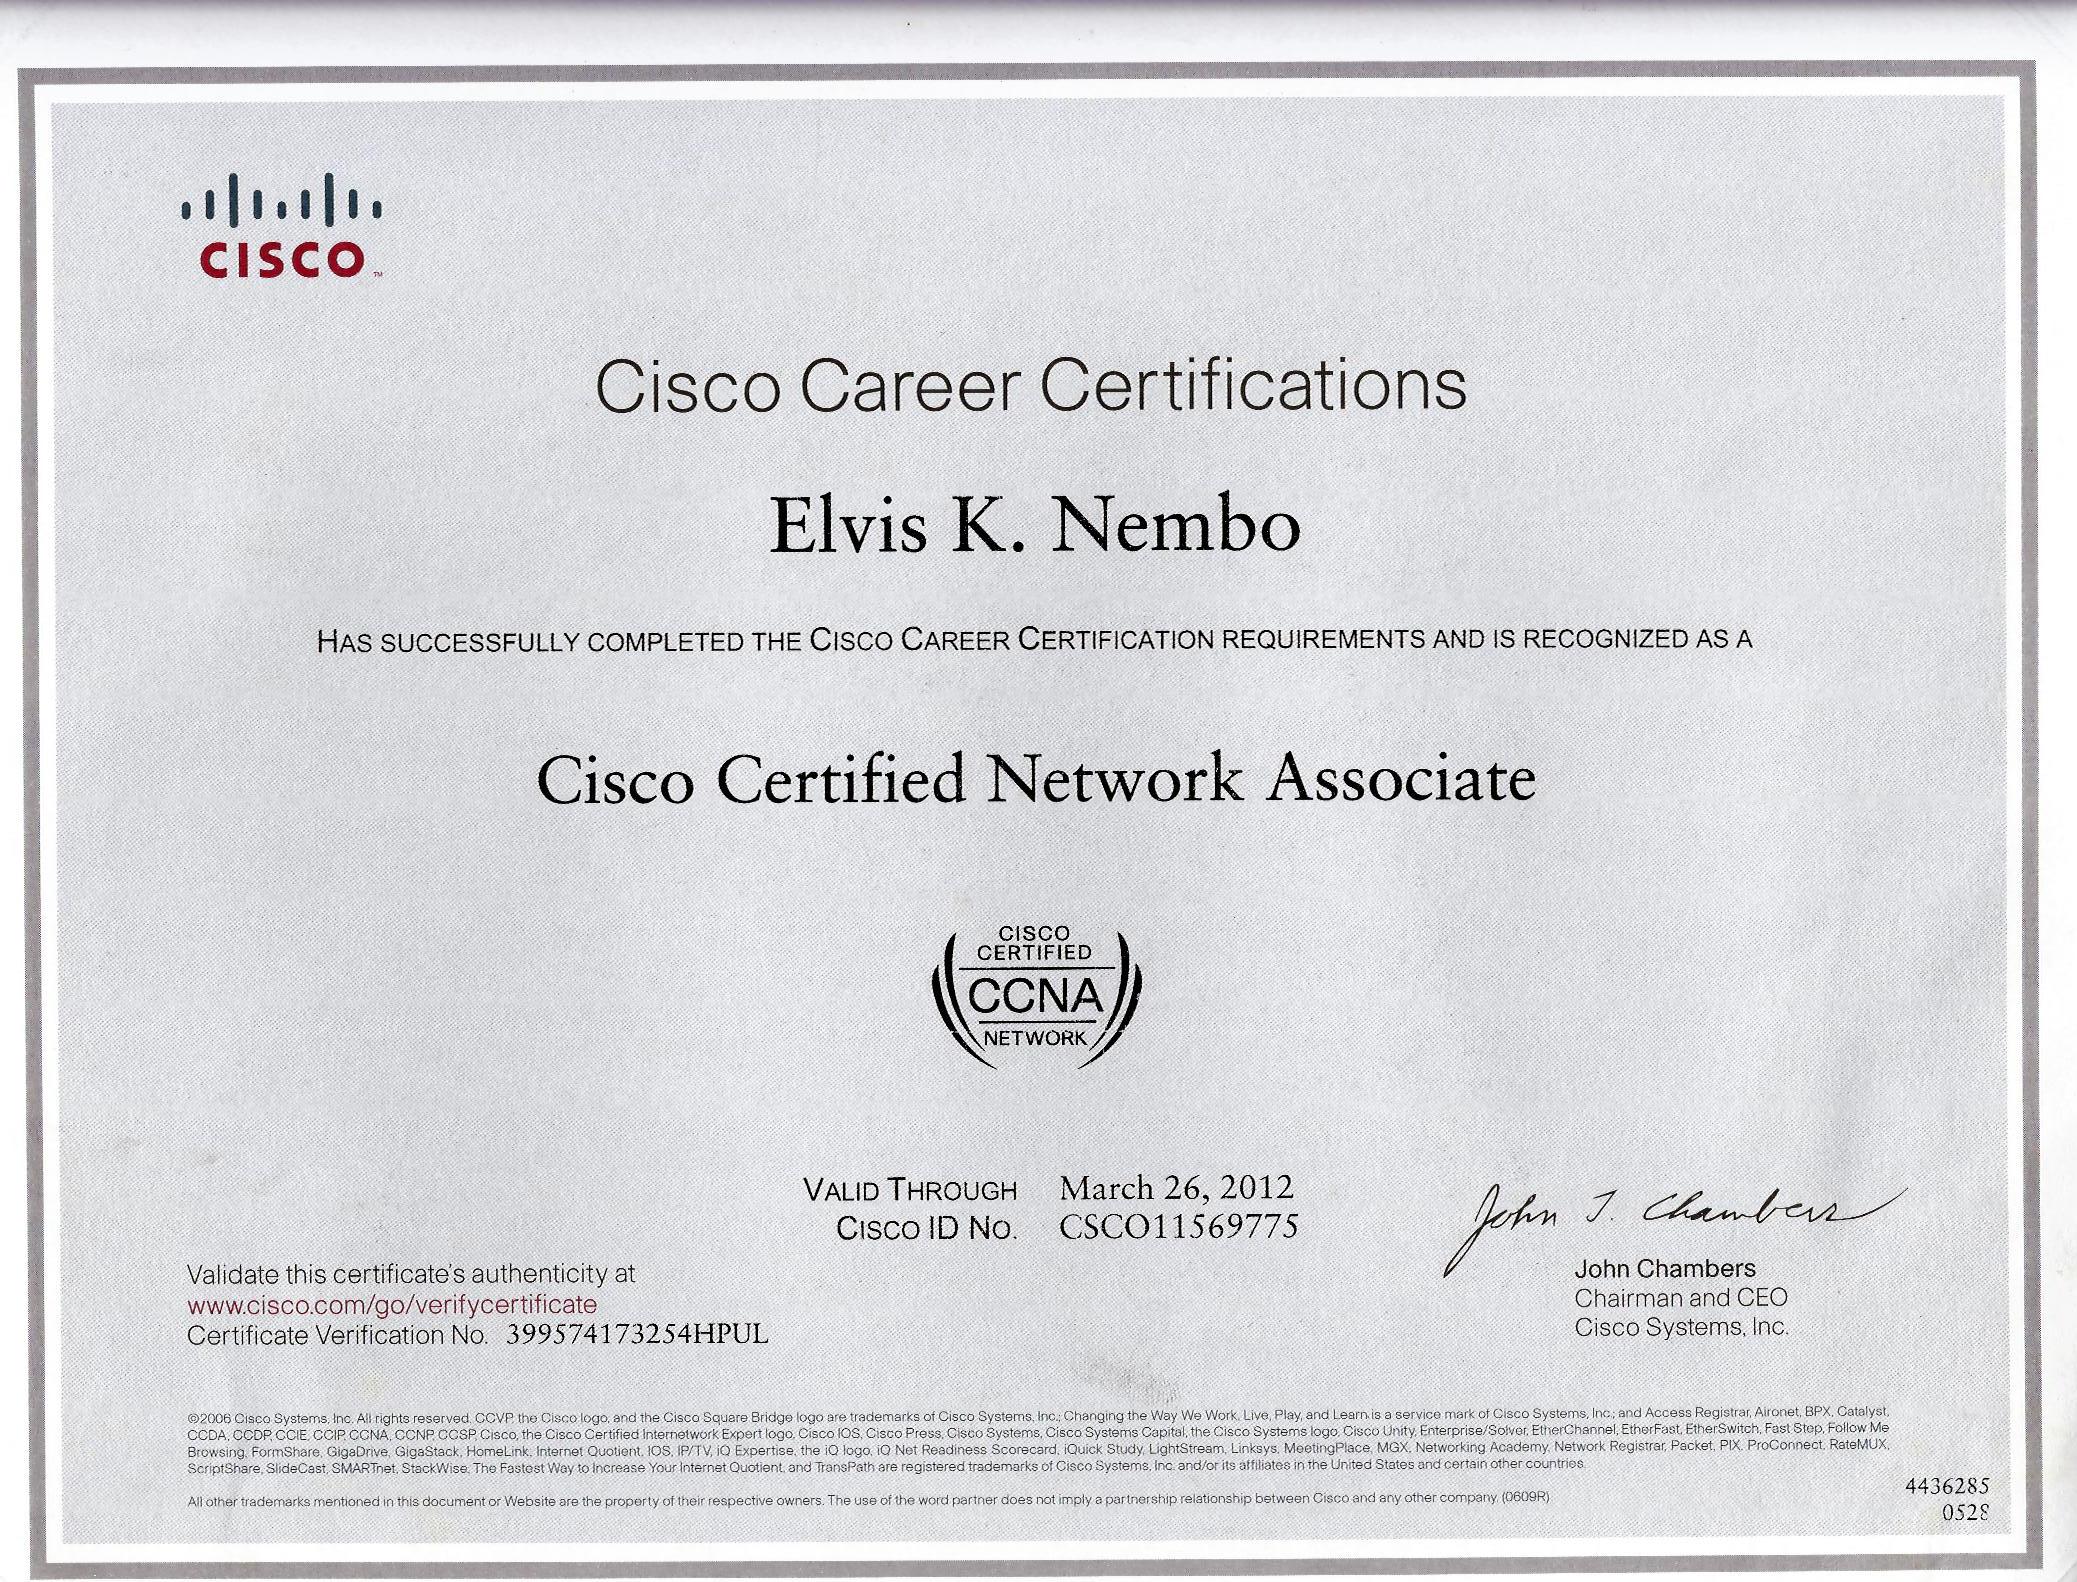 CISCO™
Cisco Career Certifications
Elvis K. Nembo
HAS SUCCESSFULLY COMPLETED THE CISCO CAREER CERTIFICATION REQUIREMENTS AND IS RECOGNIZED AS A
Cisco Certified Network Associate
CISCO
CERTIFIED
CCNA
NETWORK
VALID THROUGH March 26, 2012
CISCO ID NO. CSCO11569775
John T. Chambers
John Chambers
Chairman and CEO
Cisco Systems, Inc.
Validate this certificate's authenticity at
www.cisco.com/go/verifycertificate
Certificate Verification No. 399574173254HPUL
©2006 Cisco Systems, Inc. All rights reserved. CCVP, the Cisco logo, and the Cisco Square Bridge logo are trademarks of Cisco Systems, Inc.; Changing the Way We Work, Live, Play, and Learn is a service mark of Cisco Systems, Inc.; and Access Registrar, Aironet, BPX, Catalyst,
CCDA, CCDP, CCIE, CCIP, CCNA, CCNP, CCSP, Cisco, the Cisco Certified Internetwork Expert logo, Cisco IOS, Cisco Press, Cisco Systems, Cisco Systems Capital, the Cisco Systems logo, Cisco Unity, Enterprise/Solver, EtherChannel, EtherFast, EtherSwitch, Fast Step, Follow Me
Browsing, FormShare, GigaDrive, GigaStack, HomeLink, Internet Quotient, IOS, IP/TV, iQ Expertise, the iQ logo, iQ Net Readiness Scorecard, iQuick Study, LightStream, Linksys, MeetingPlace, MGX, Networking Academy, Network Registrar, Packet, PIX, ProConnect, RateMUX,
ScriptShare, SlideCast, SMARTnet, StackWise, The Fastest Way to Increase Your Internet Quotient, and TransPath are registered trademarks of Cisco Systems, Inc. and/or its affiliates in the United States and certain other countries.
All other trademarks mentioned in this document or Website are the property of their respective owners. The use of the word partner does not imply a partnership relationship between Cisco and any other company. (0609R)
4436285
0528